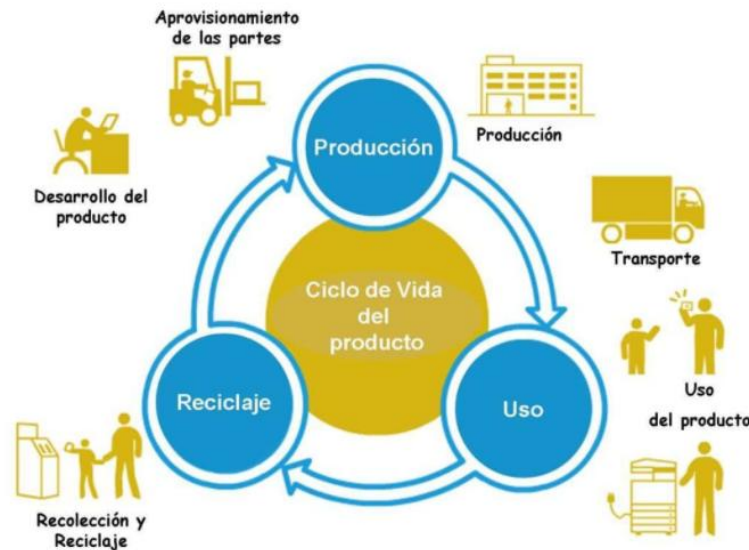 Aprovisionamiento
de las partes
Producción
Producción
Desarrollo del
producto
Transporte
Ciclo de Vida
del
producto
Reciclaje
Uso
Uso
del producto
Recolección y
Reciclaje